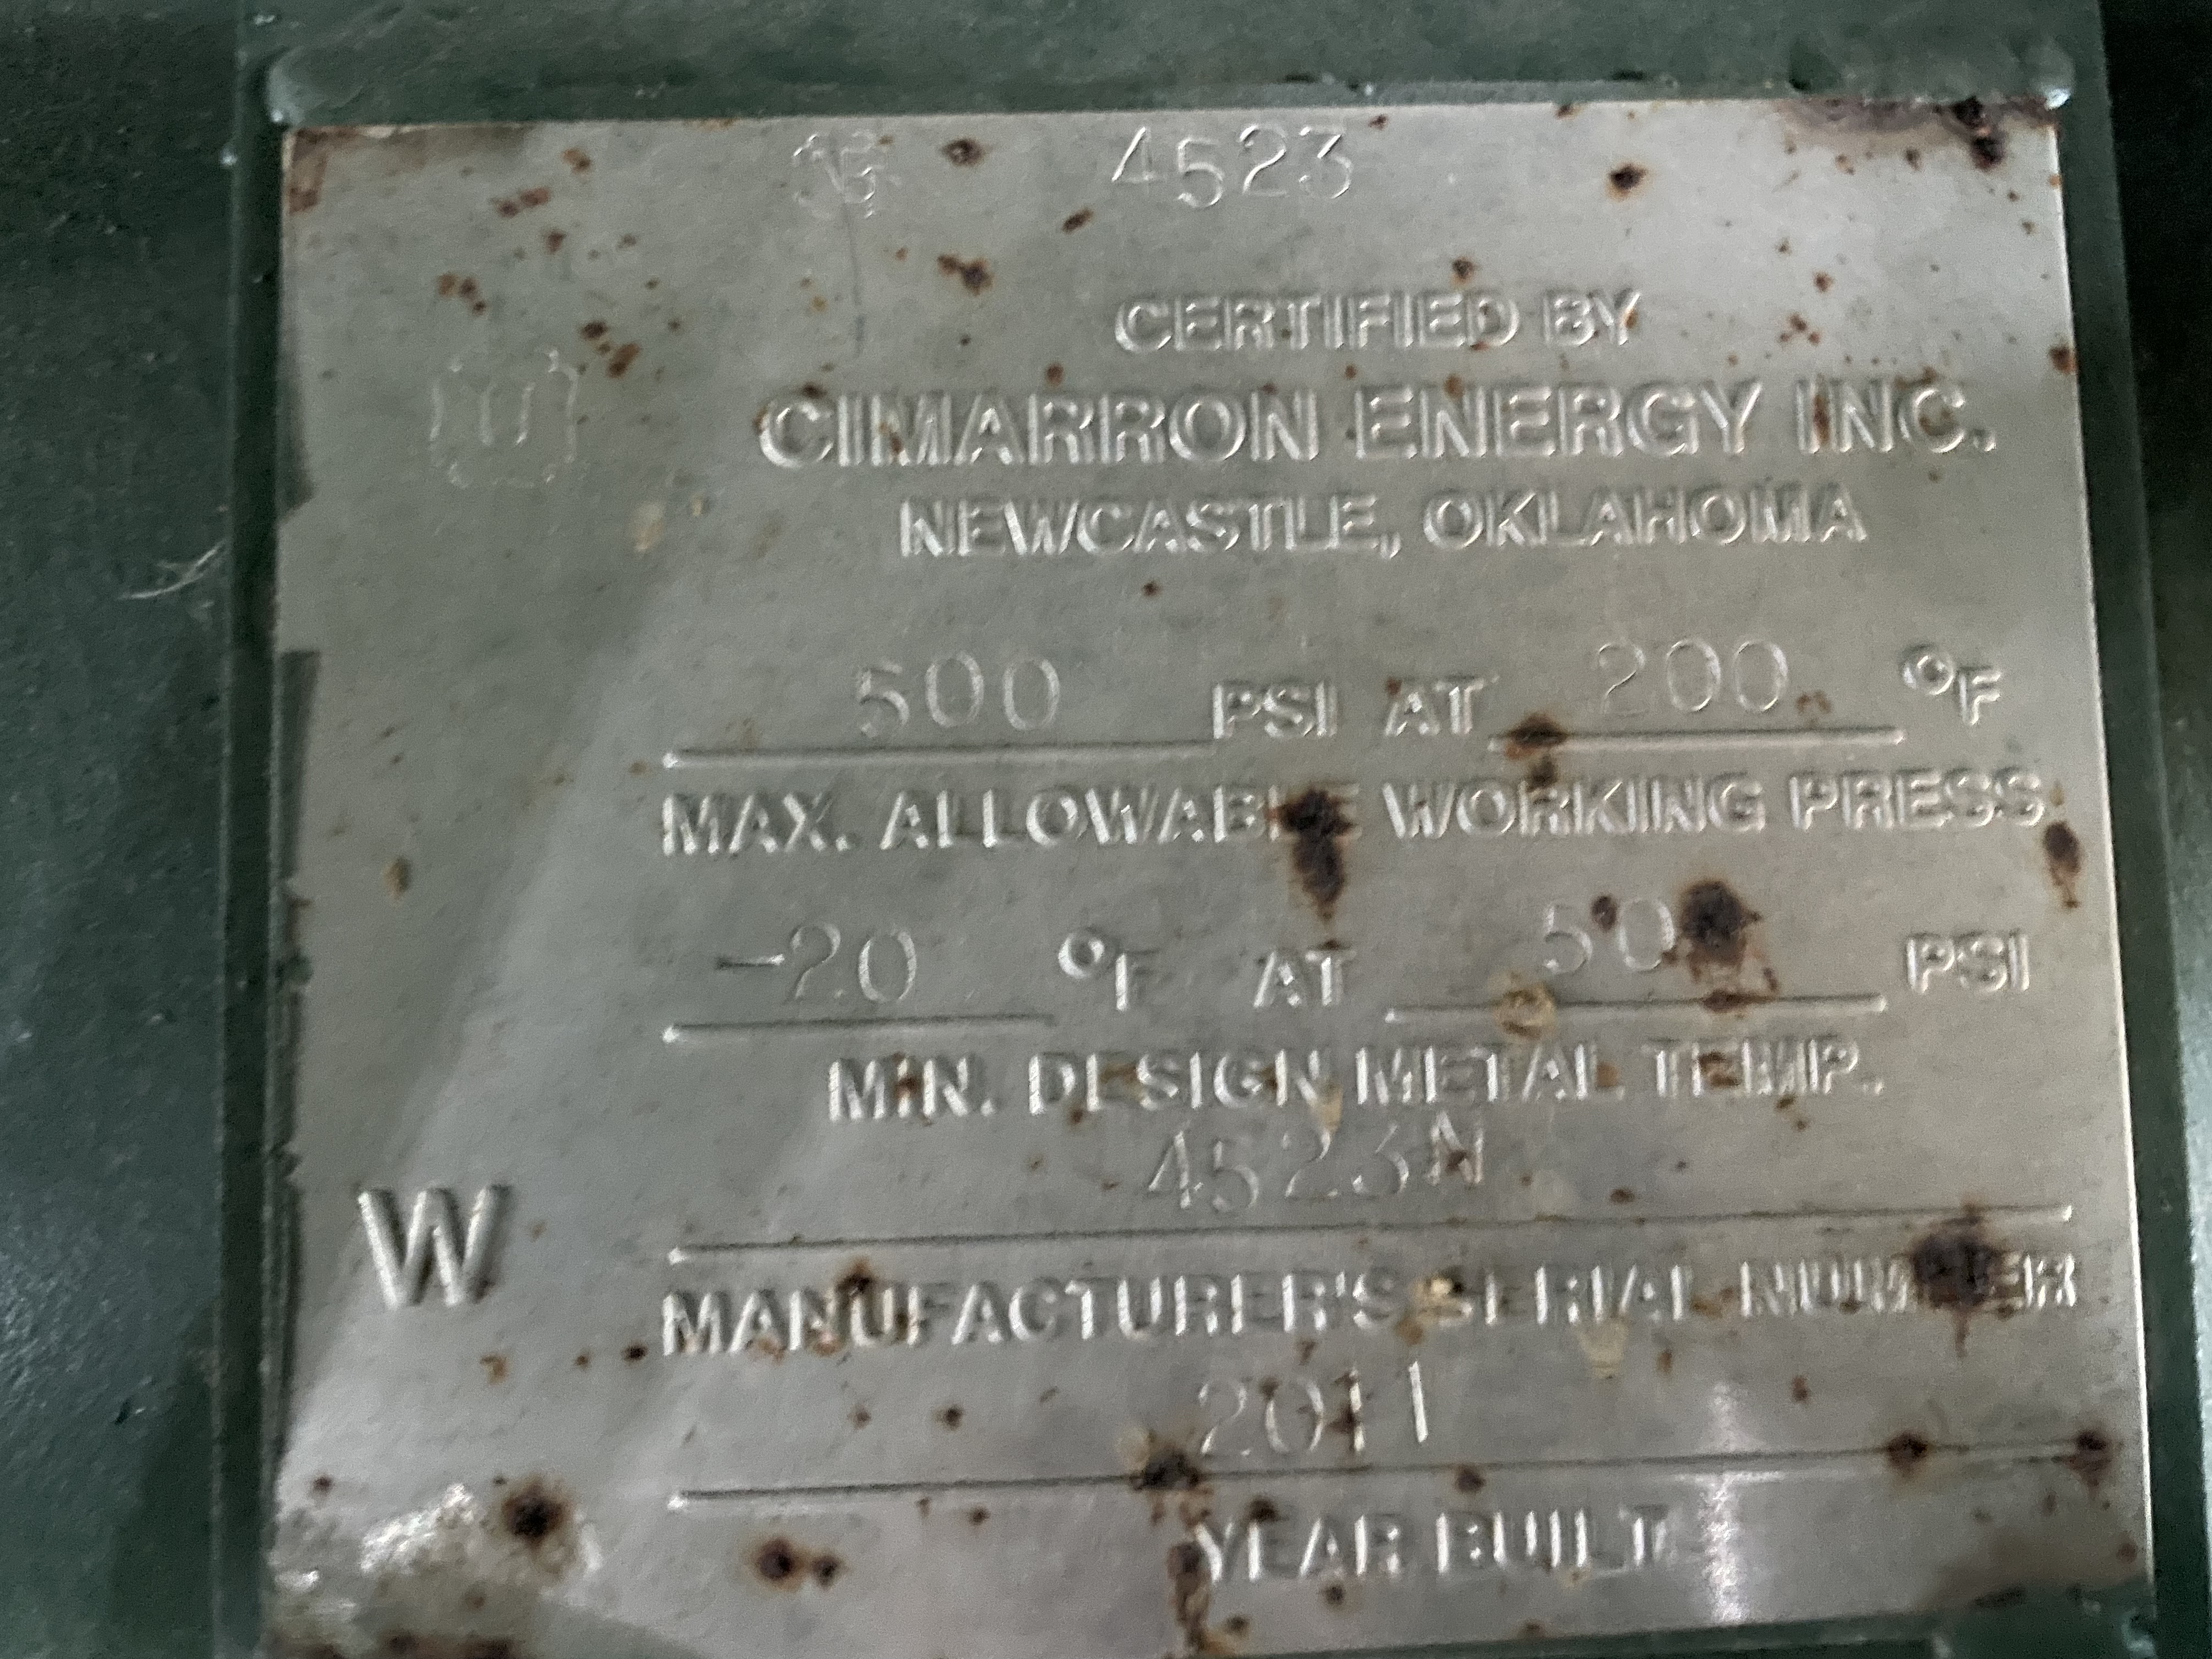 NB 4523
CERTIFIED BY
CIMARRON ENERGY INC.
NEWCASTLE, OKLAHOMA
500 PSI AT 200 °F
MAX. ALLOWABLE WORKING PRESS
-20 °F AT PSI
MIN. DESIGN METAL TEMP.
4523N
W
MANUFACTURER'S SERIAL NUMBER
2011
YEAR BUILT